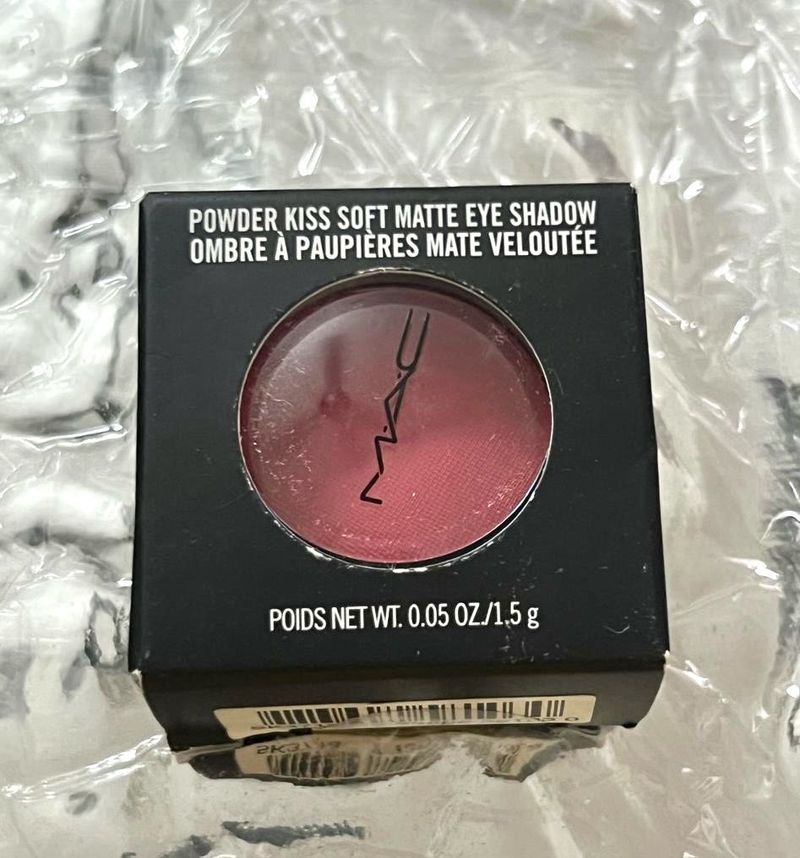 POWDER KISS SOFT MATTE EYE SHADOW
OMBRE À PAUPIÈRES MATE VELOUTÉE
M·A·C
POIDS NET WT. 0.05 OZ./1.5 g